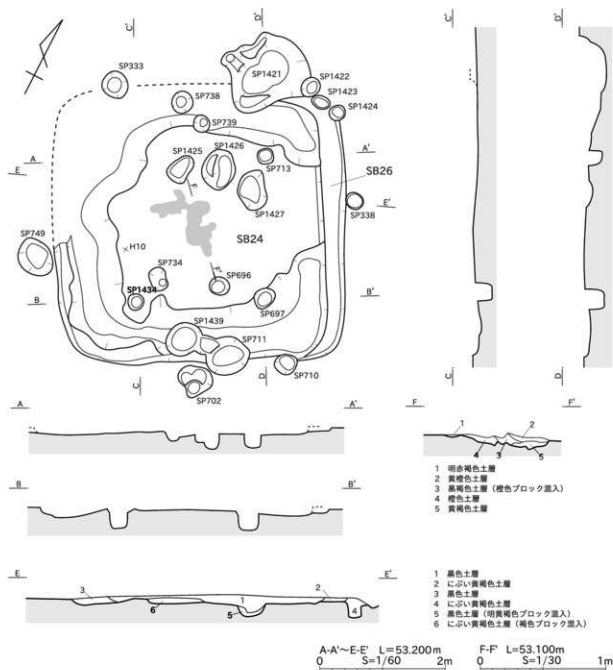 C' D'
SP333
SP1421
SP1422
SP1423
SP1424
SP738
SP739
SP1426
SP1425
SP713
A A'
E
SB26
F
SP1427
SP338
E'
SP749
H10
SB24
SP734
F'
SP696
SP1434
B B'
SP697
SP1439
SP711
SP710
C
D
SP702
C' D'
C D
A A'
B B'
E E'
3 6 5 1 2 4
F F'
1 2
4 3 5
1 明赤褐色土層
2 黄橙色土層
3 黒褐色土層(橙色ブロック混入)
4 橙色土層
5 黄褐色土層
1 黒色土層
2 にぶい黄褐色土層
3 黒色土層
4 にぶい黄褐色土層
5 黒色土層(明黄褐色ブロック混入)
6 にぶい黄褐色土層(褐色ブロック混入)
A-A'~E-E' L=53.200m
0 S=1/60 2m
F-F' L=53.100m
0 S=1/30 1m